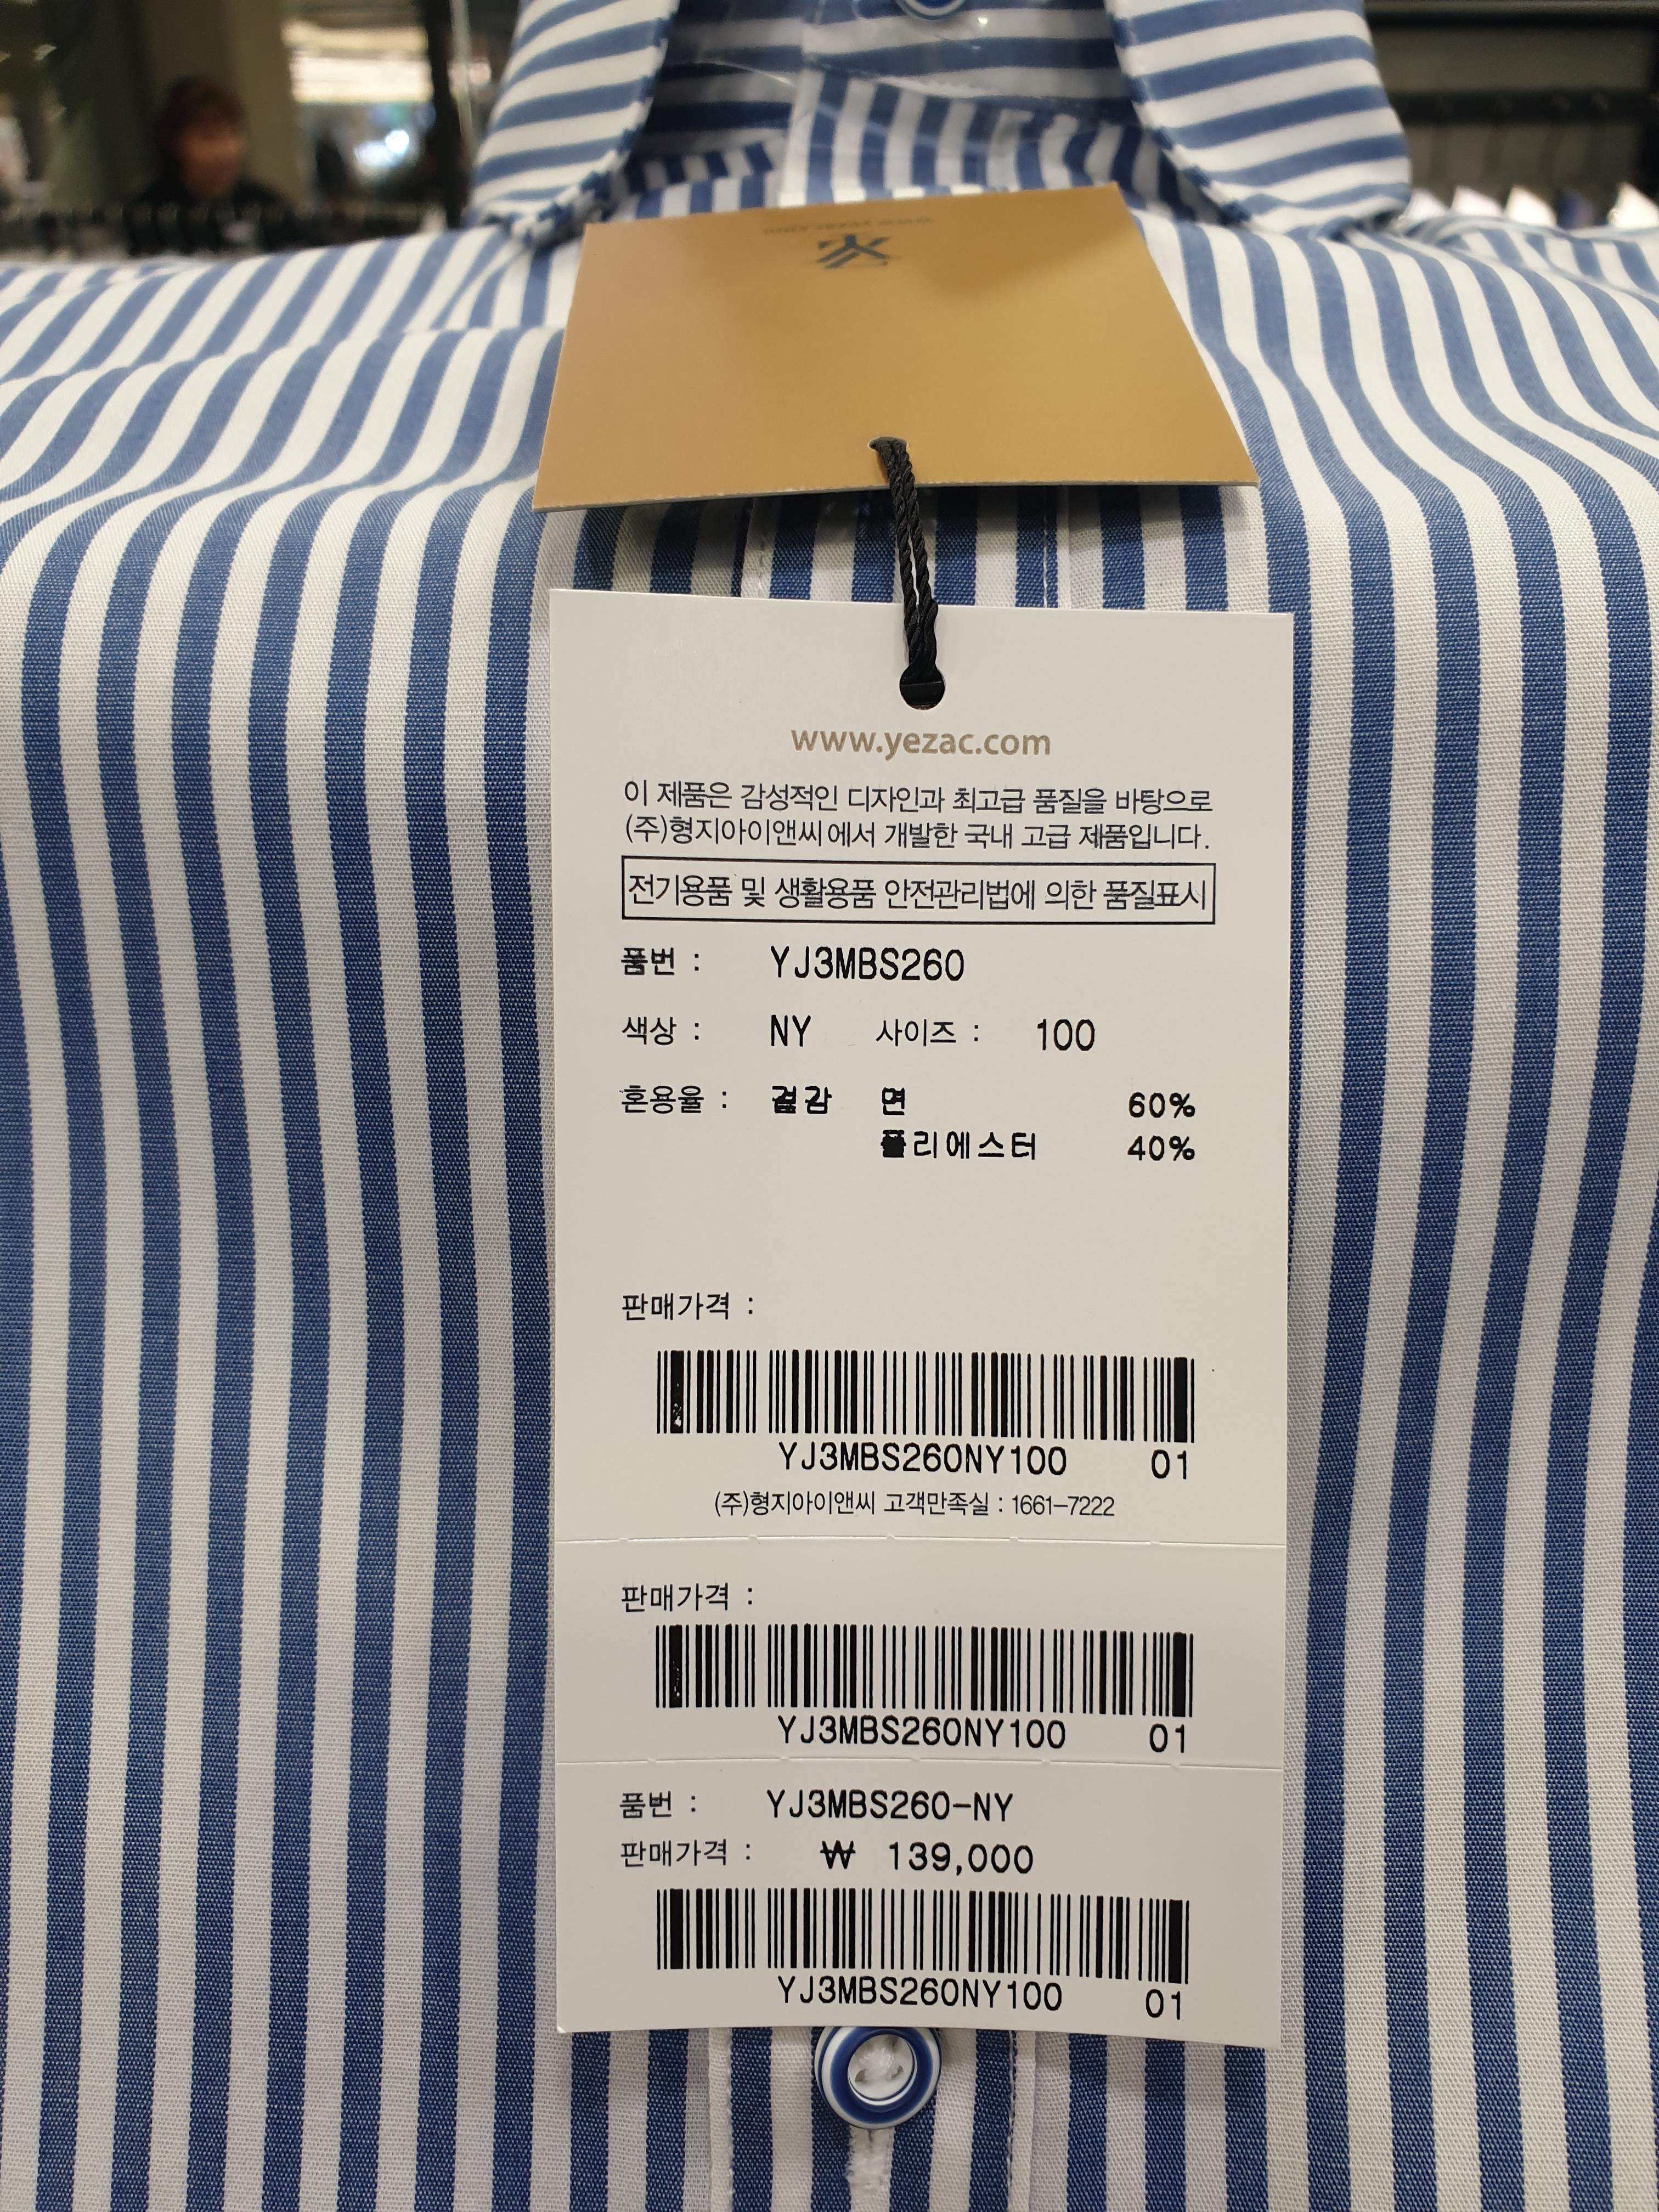 www.yezac.com
www.yezac.com
이 제품은 감성적인 디자인과 최고급 품질을 바탕으로
(주)형지아이앤씨에서 개발한 국내 고급 제품입니다.
전기용품 및 생활용품 안전관리법에 의한 품질표시
품번 : YJ3MBS260
색상 : NY 사이즈 : 100
혼용율 : 겉감 면 60%
폴리에스터 40%
판매가격 :
YJ3MBS260NY100 01
(주)형지아이앤씨 고객만족실 : 1661-7222
판매가격 :
YJ3MBS260NY100 01
품번 : YJ3MBS260-NY
판매가격 : ₩ 139,000
YJ3MBS260NY100 01